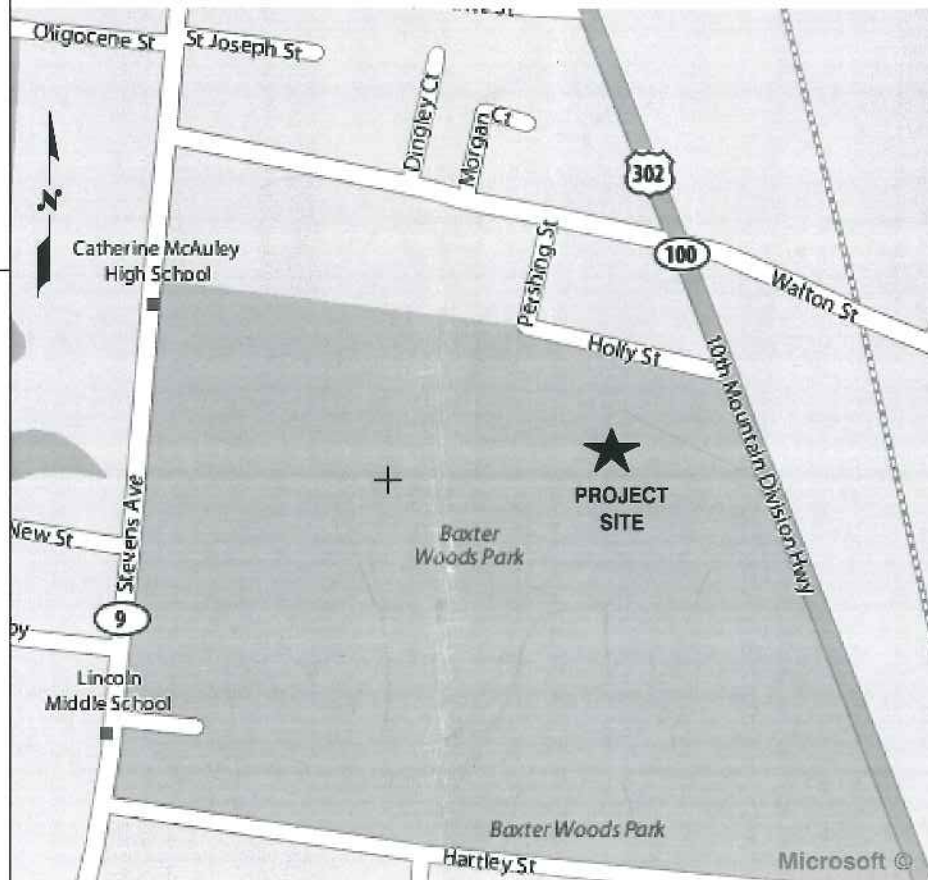 Oligocene St
St Joseph St
Dingley Ct
Morgan Ct
302
N
Catherine McAuley
High School
Pershing St
100
Walton St
Holly St
10th Mountain Division Hwy
PROJECT
SITE
New St
Stevens Ave
Baxter
Woods Park
9
Lincoln
Middle School
Baxter Woods Park
Hartley St
Microsoft ©